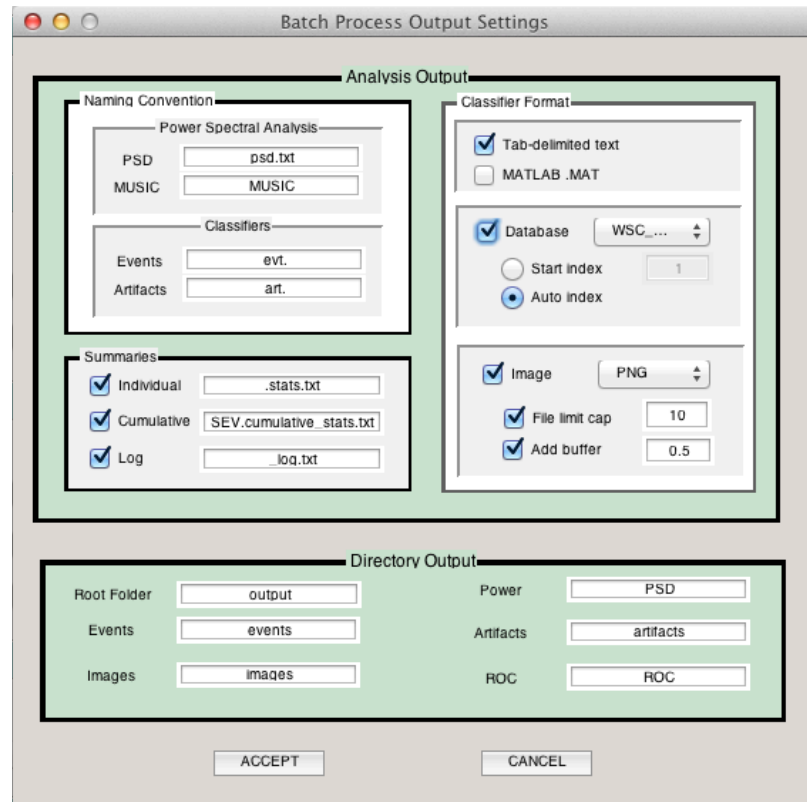 Batch Process Output Settings
Analysis Output
Naming Convention
Power Spectral Analysis
PSD psd.txt
MUSIC MUSIC
Classifiers
Events evt.
Artifacts art.
Summaries
Individual .stats.txt
Cumulative SEV.cumulative_stats.txt
Log _log.txt
Classifier Format
Tab-delimited text
MATLAB .MAT
Database WSC_...
Start index 1
Auto index
Image PNG
File limit cap 10
Add buffer 0.5
Directory Output
Root Folder output
Events events
Images images
Power PSD
Artifacts artifacts
ROC ROC
ACCEPT CANCEL